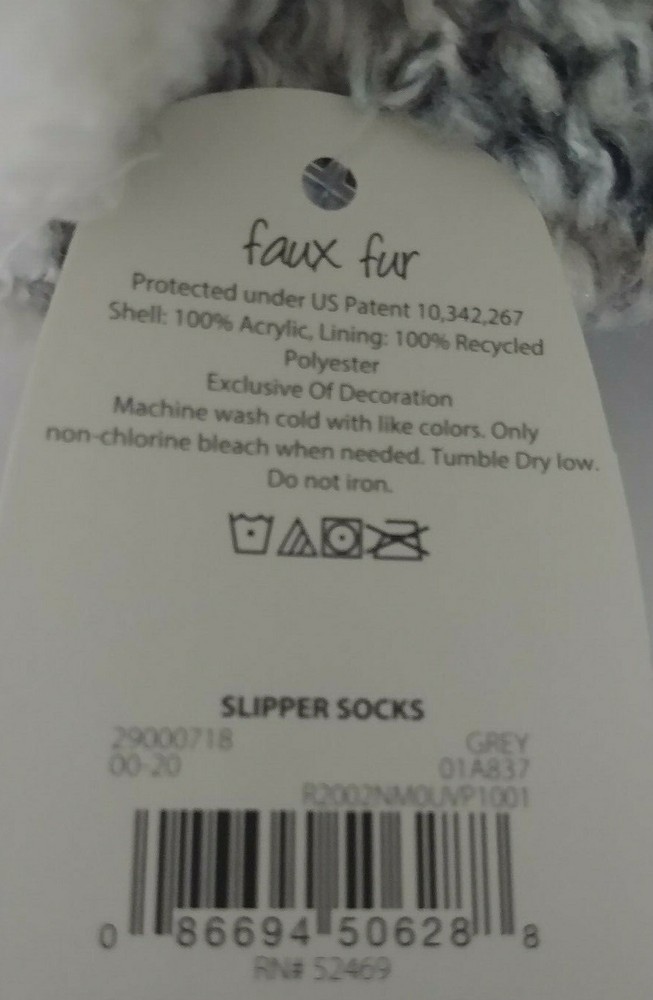 faux fur
Protected under US Patent 10,342,267
Shell: 100% Acrylic, Lining: 100% Recycled
Polyester
Exclusive Of Decoration
Machine wash cold with like colors. Only
non-chlorine bleach when needed. Tumble Dry low.
Do not iron.
SLIPPER SOCKS
29000718 GREY
00-20 01A837
R2002NM0UVP1001
0 86694 50628 8
RN# 52469